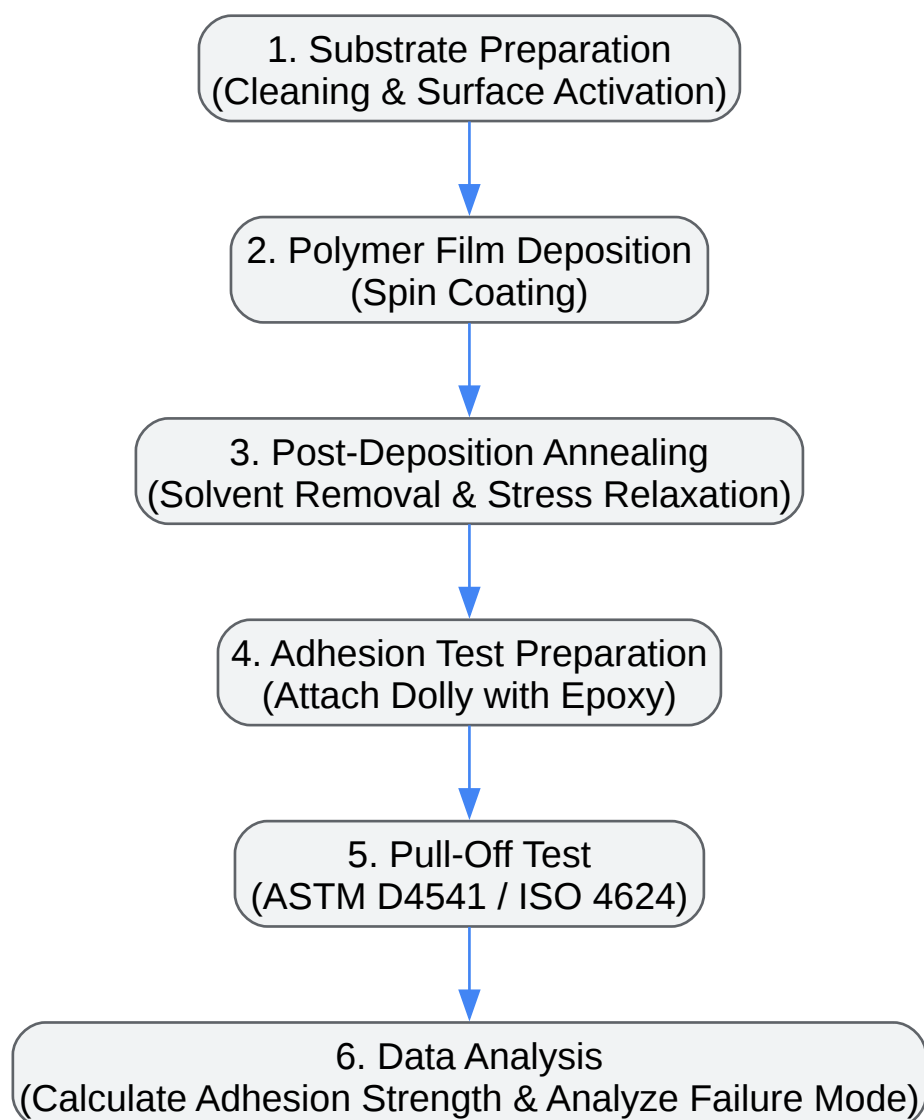 1. Substrate Preparation
(Cleaning & Surface Activation)
2. Polymer Film Deposition
(Spin Coating)
3. Post-Deposition Annealing
(Solvent Removal & Stress Relaxation)
4. Adhesion Test Preparation
(Attach Dolly with Epoxy)
5. Pull-Off Test
(ASTM D4541 / ISO 4624)
6. Data Analysis
(Calculate Adhesion Strength & Analyze Failure Mode)